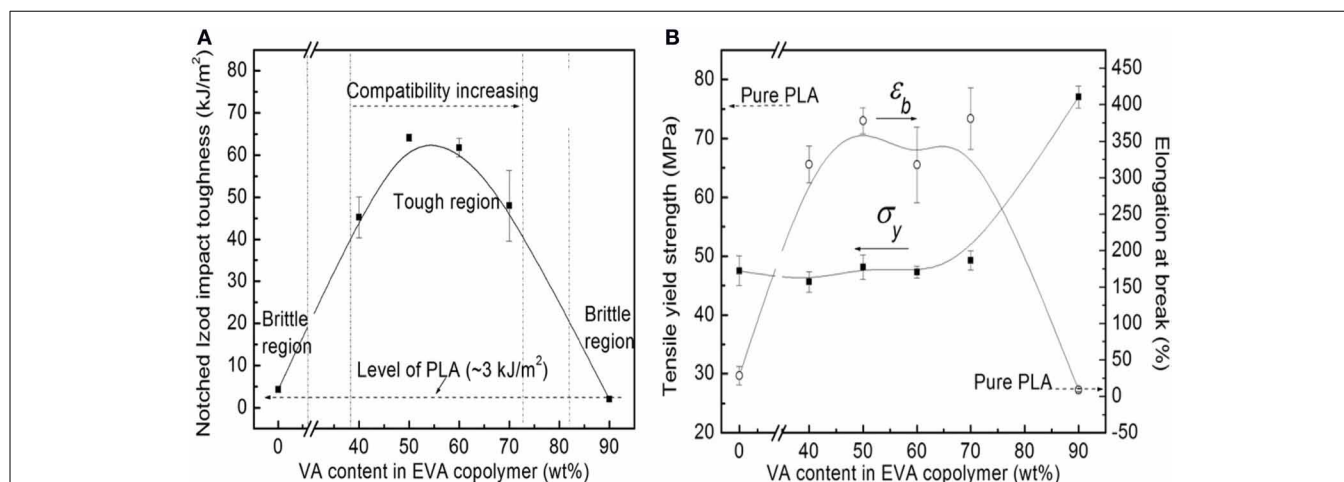 A
Notched Izod impact toughness (kJ/m²)
80
70
60
50
40
30
20
10
0
Compatibility increasing
Tough region
Brittle
region
Brittle
region
Level of PLA (~3 kJ/m²)
0 40 50 60 70 80 90
VA content in EVA copolymer (wt%)
B
Tensile yield strength (MPa)
80
70
60
50
40
30
20
Pure PLA
εb
σy
Pure PLA
450
400
350
300
250
200
150
100
50
0
-50
Elongation at break (%)
0 40 50 60 70 80 90
VA content in EVA copolymer (wt%)